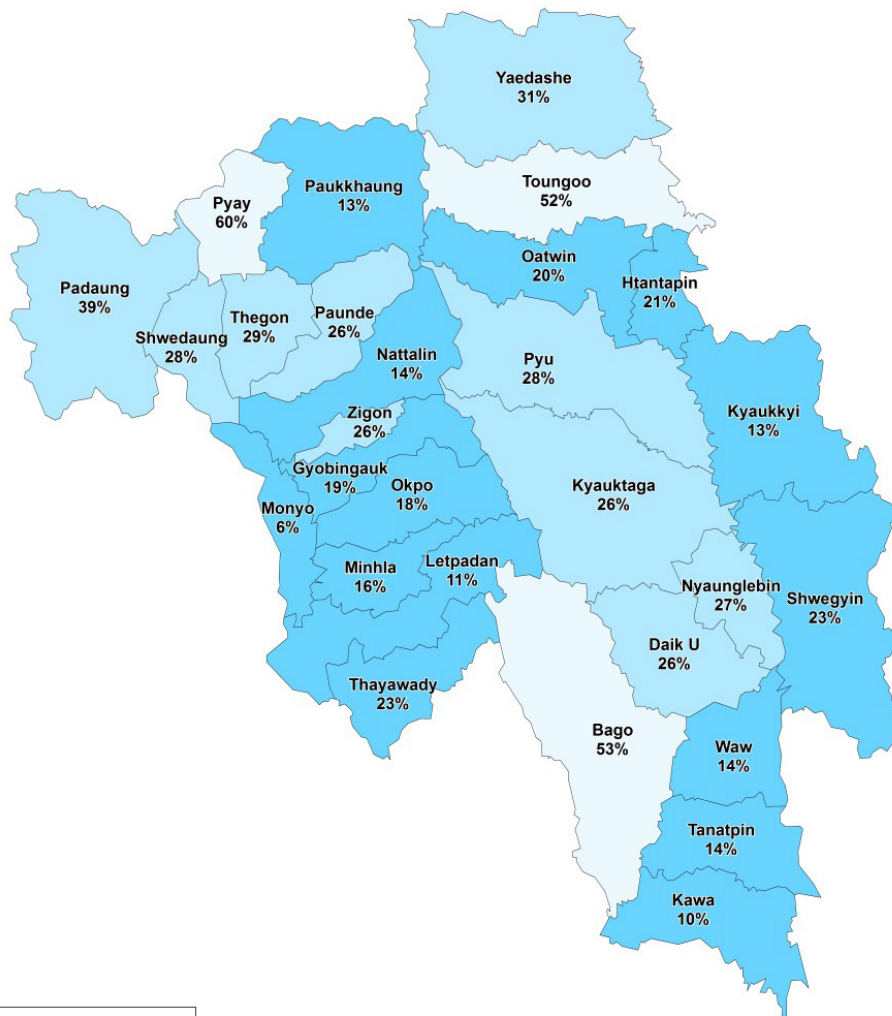 Yaedashe
31%
Toungoo
52%
Paukkhaung
13%
Pyay
60%
Oatwin
20%
Htantapin
21%
Padaung
39%
Thegon
29%
Paunde
26%
Shwedaung
28%
Nattalin
14%
Pyu
28%
Kyaukkyi
13%
Zigon
26%
Gyobingauk
19%
Okpo
18%
Kyauktaga
26%
Monyo
6%
Minhla
16%
Letpadan
11%
Nyaunglebin
27%
Shwegyin
23%
Daik U
26%
Thayawady
23%
Bago
53%
Waw
14%
Tanatpin
14%
Kawa
10%